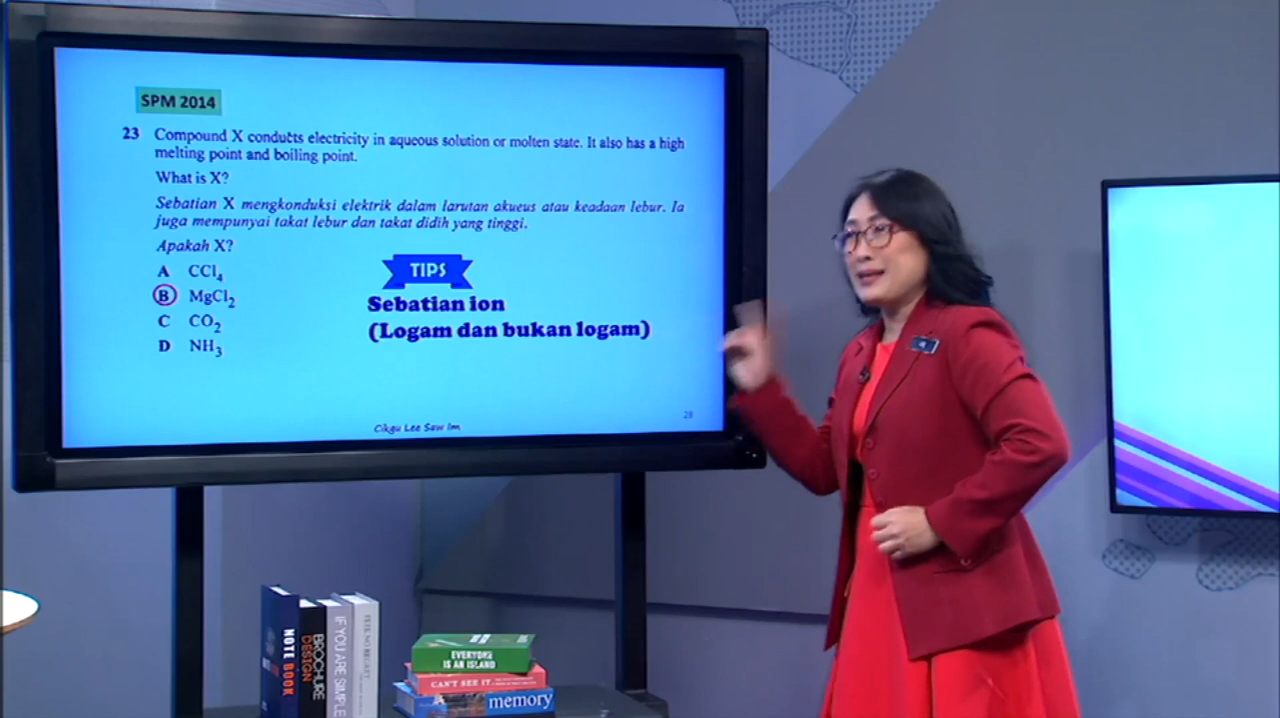 SPM 2014
23 Compound X conducts electricity in aqueous solution or molten state. It also has a high
melting point and boiling point.
What is X?
Sebatian X mengkonduksi elektrik dalam larutan akueus atau keadaan lebur. Ia
juga mempunyai takat lebur dan takat didih yang tinggi.
Apakah X?
A CCl4
B MgCl2
C CO2
D NH3
TIPS
Sebatian ion
(Logam dan bukan logam)
28
Cikgu Lee Saw Im
NOTE BOOK
BROCHURE
DESIGN
IF YOU ARE SIMPLE
FEEL NO REGRET
EVERYONE
IS AN ISLAND
CAN'T SEE IT
memory